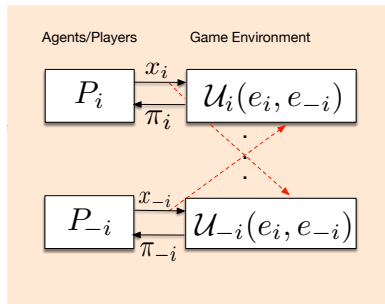 Agents/Players Game Environment
x_i
P_i U_i(e_i, e_{-i})
π_i
x_{-i}
P_{-i} U_{-i}(e_i, e_{-i})
π_{-i}